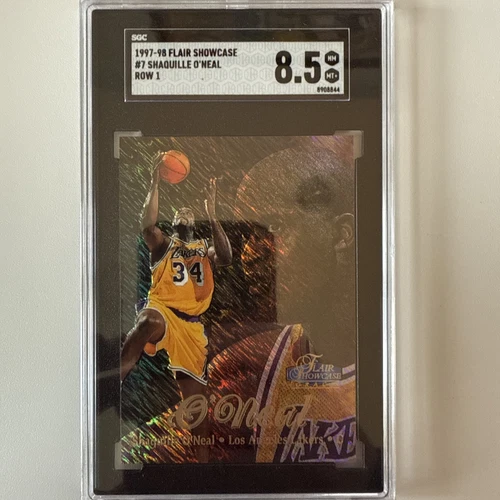 SGC
1997-98 FLAIR SHOWCASE
#7 SHAQUILLE O'NEAL
ROW 1
8.5
NM
MT+
8908844
LAKERS
34
FLAIR
SHOWCASE
O'Neal
Shaquille O'Neal • Los Angeles Lakers • C
AKE